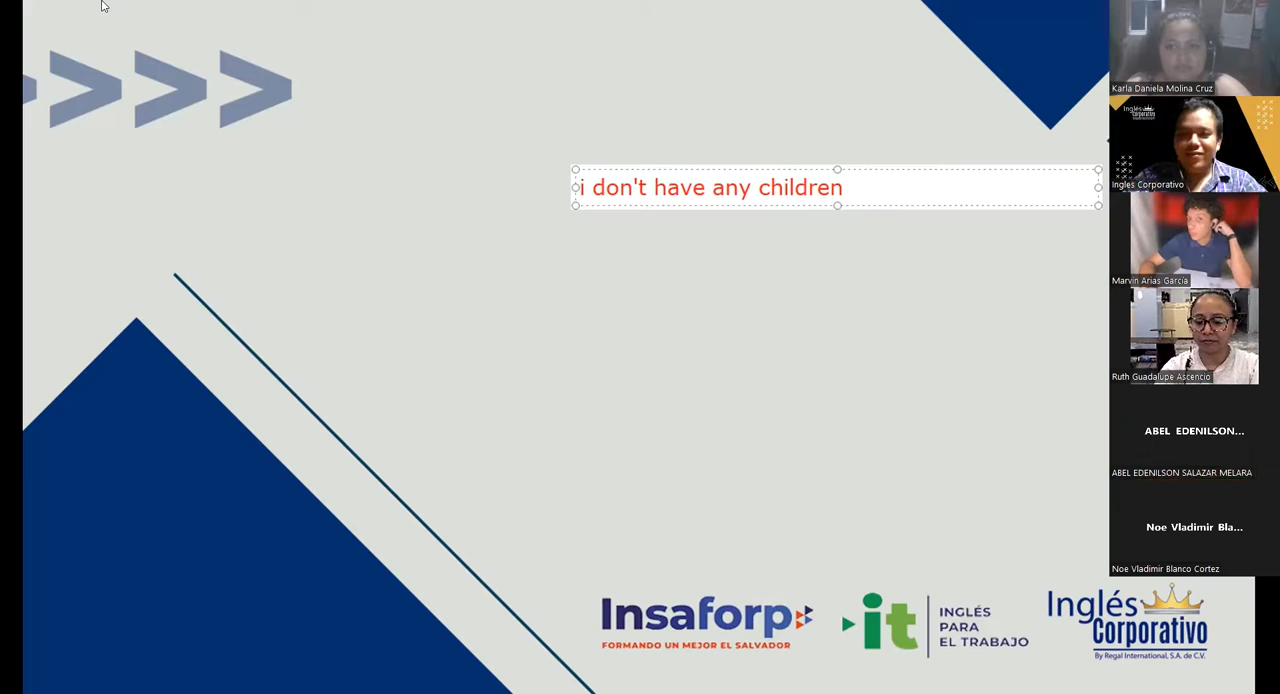 i don't have any children
Karla Daniela Molina Cruz
Inglés
Corporativo
Ingles Corporativo
Marvin Arias García
Ruth Guadalupe Ascencio
ABEL EDENILSON...
ABEL EDENILSON SALAZAR MELARA
Noe Vladimir Bla...
Noe Vladimir Blanco Cortez
Insaforp
FORMANDO UN MEJOR EL SALVADOR
it
INGLÉS
PARA
EL TRABAJO
Inglés
Corporativo
By Regal International, S.A. de C.V.